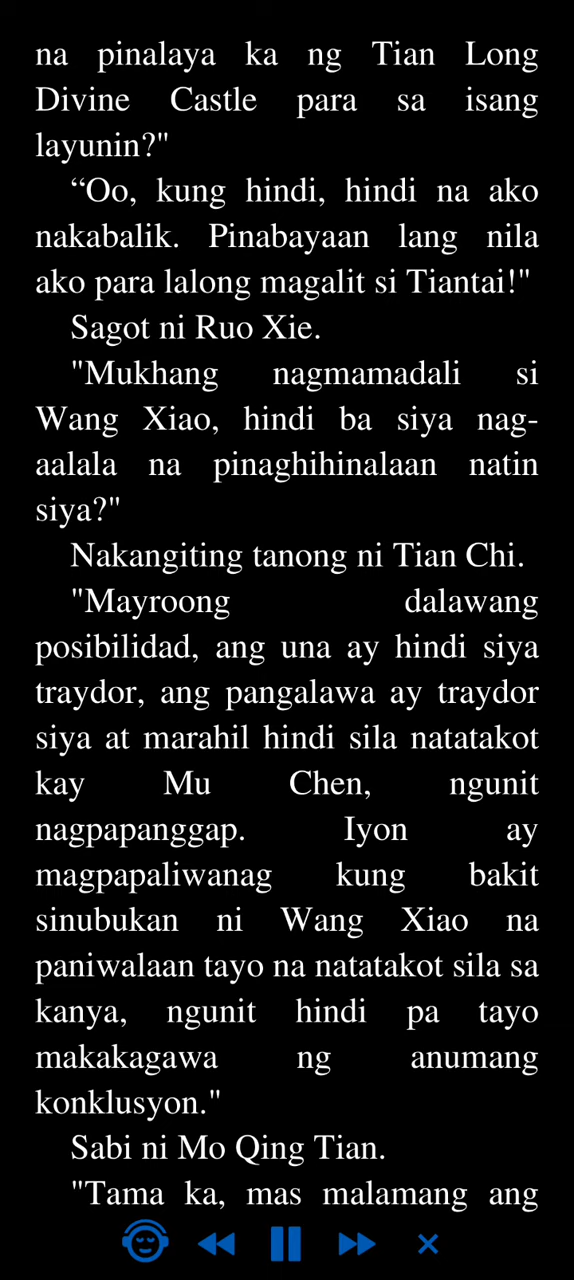 na pinalaya ka ng Tian Long
Divine Castle para sa isang
layunin?"
“Oo, kung hindi, hindi na ako
nakabalik. Pinabayaan lang nila
ako para lalong magalit si Tiantai!"
Sagot ni Ruo Xie.
"Mukhang nagmamadali si
Wang Xiao, hindi ba siya nag-
aalala na pinaghihinalaan natin
siya?"
Nakangiting tanong ni Tian Chi.
"Mayroong dalawang
posibilidad, ang una ay hindi siya
traydor, ang pangalawa ay traydor
siya at marahil hindi sila natatakot
kay Mu Chen, ngunit
nagpapanggap. Iyon ay
magpapaliwanag kung bakit
sinubukan ni Wang Xiao na
paniwalaan tayo na natatakot sila sa
kanya, ngunit hindi pa tayo
makakagawa ng anumang
konklusyon."
Sabi ni Mo Qing Tian.
"Tama ka, mas malamang ang